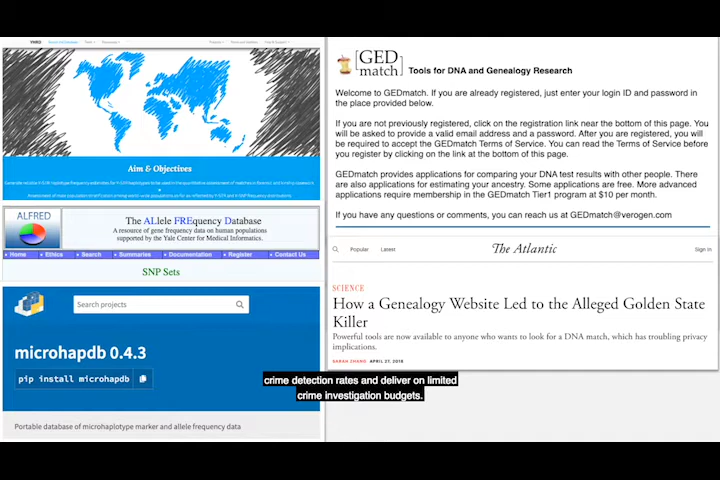 YHRD
Aim & Objectives
ALFRED
The ALlele FREquency Database
A resource of gene frequency data on human populations
supported by the Yale Center for Medical Informatics.
Home Ethics Search Summaries Documentation Register Contact Us
SNP Sets
Search projects
microhapdb 0.4.3
pip install microhapdb
Portable database of microhaplotype marker and allele frequency data
[GED
match]
Tools for DNA and Genealogy Research
Welcome to GEDmatch. If you are already registered, just enter your login ID and password in
the place provided below.
If you are not previously registered, click on the registration link near the bottom of this page. You
will be asked to provide a valid email address and a password. After you are registered, you will
be required to accept the GEDmatch Terms of Service. You can read the Terms of Service before
you register by clicking on the link at the bottom of this page.
GEDmatch provides applications for comparing your DNA test results with other people. There
are also applications for estimating your ancestry. Some applications are free. More advanced
applications require membership in the GEDmatch Tier1 program at $10 per month.
If you have any questions or comments, you can reach us at GEDmatch@verogen.com
Popular Latest The Atlantic Sign In
SCIENCE
How a Genealogy Website Led to the Alleged Golden State
Killer
Powerful tools are now available to anyone who wants to look for a DNA match, which has troubling privacy
implications.
SARAH ZHANG APRIL 27, 2018
crime detection rates and deliver on limited
crime investigation budgets.